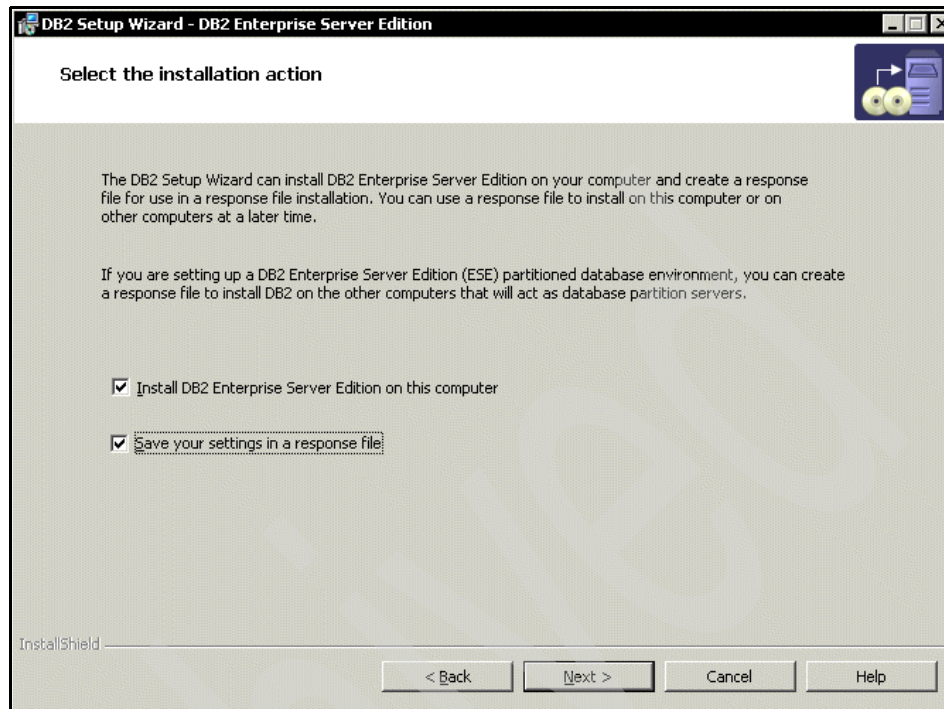 DB2 Setup Wizard - DB2 Enterprise Server Edition
Select the installation action
The DB2 Setup Wizard can install DB2 Enterprise Server Edition on your computer and create a response
file for use in a response file installation. You can use a response file to install on this computer or on
other computers at a later time.
If you are setting up a DB2 Enterprise Server Edition (ESE) partitioned database environment, you can create
a response file to install DB2 on the other computers that will act as database partition servers.
Install DB2 Enterprise Server Edition on this computer
Save your settings in a response file
InstallShield
< Back Next > Cancel Help